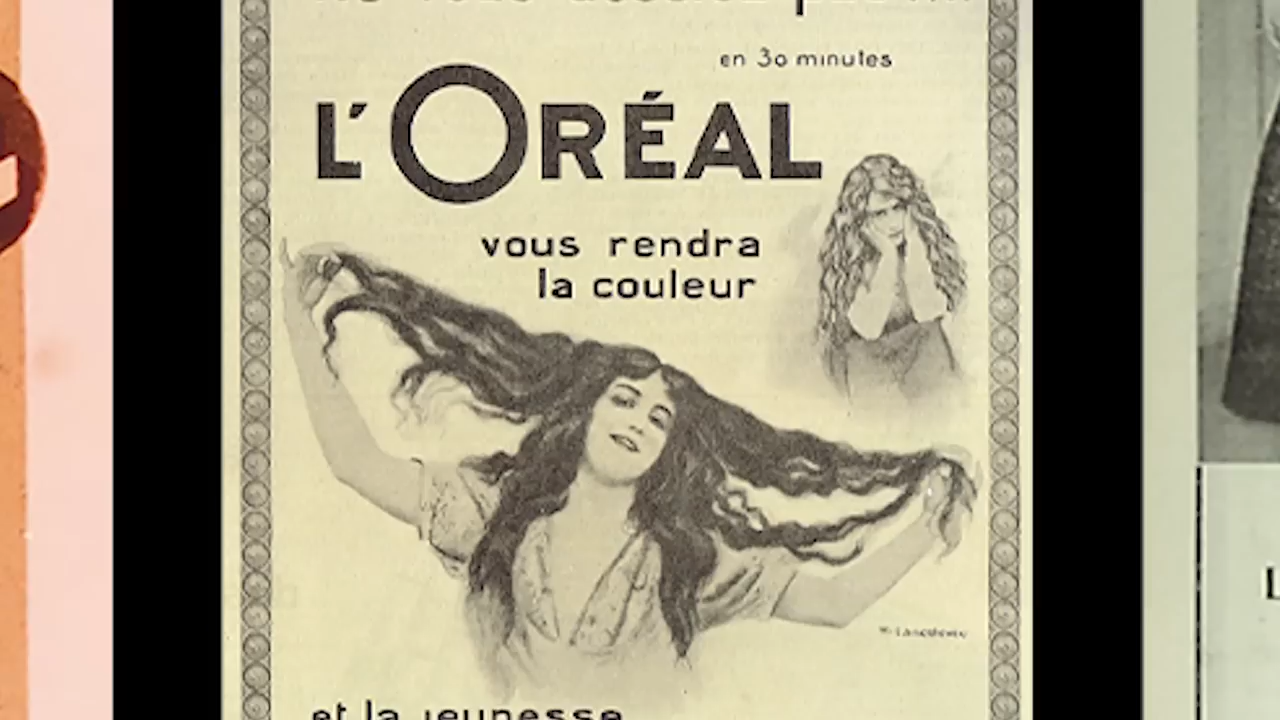 en 30 minutes
L'ORÉAL
vous rendra
la couleur
et la jeunesse
L